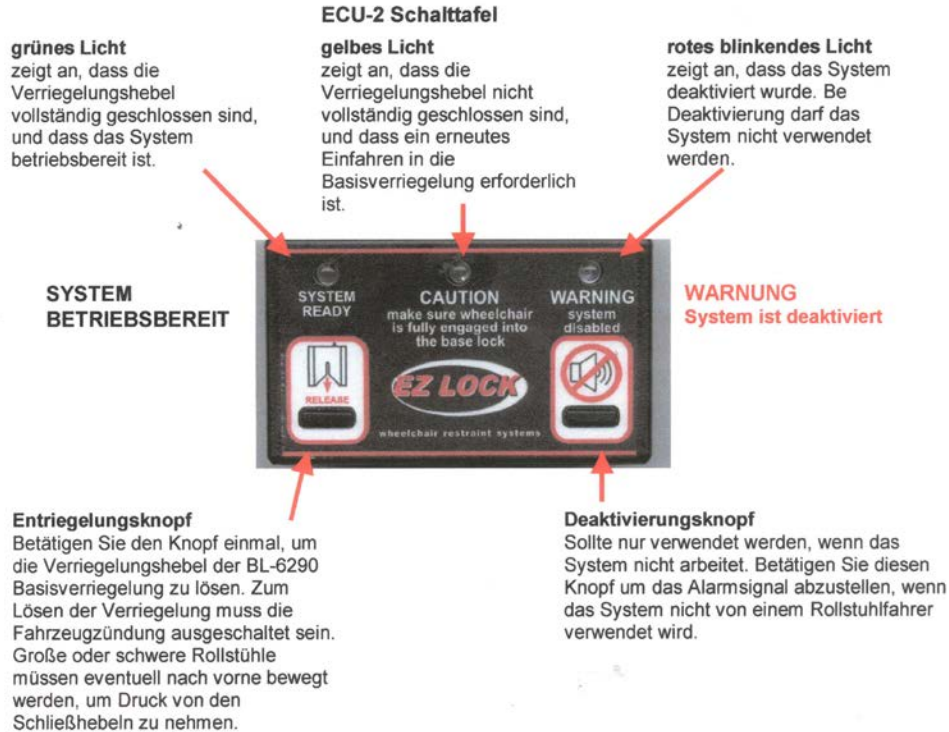 ECU-2 Schalttafel
grünes Licht
zeigt an, dass die
Verriegelungshebel
vollständig geschlossen sind,
und dass das System
betriebsbereit ist.
gelbes Licht
zeigt an, dass die
Verriegelungshebel nicht
vollständig geschlossen sind,
und dass ein erneutes
Einfahren in die
Basisverriegelung erforderlich
ist.
rotes blinkendes Licht
zeigt an, dass das System
deaktiviert wurde. Be
Deaktivierung darf das
System nicht verwendet
werden.
SYSTEM
BETRIEBSBEREIT
SYSTEM
READY
RELEASE
CAUTION
make sure wheelchair
is fully engaged into
the base lock
EZ LOCK
wheelchair restraint systems
WARNING
system
disabled
WARNUNG
System ist deaktiviert
Entriegelungsknopf
Betätigen Sie den Knopf einmal, um
die Verriegelungshebel der BL-6290
Basisverriegelung zu lösen. Zum
Lösen der Verriegelung muss die
Fahrzeugzündung ausgeschaltet sein.
Große oder schwere Rollstühle
müssen eventuell nach vorne bewegt
werden, um Druck von den
Schließhebeln zu nehmen.
Deaktivierungsknopf
Sollte nur verwendet werden, wenn das
System nicht arbeitet. Betätigen Sie diesen
Knopf um das Alarmsignal abzustellen, wenn
das System nicht von einem Rollstuhlfahrer
verwendet wird.